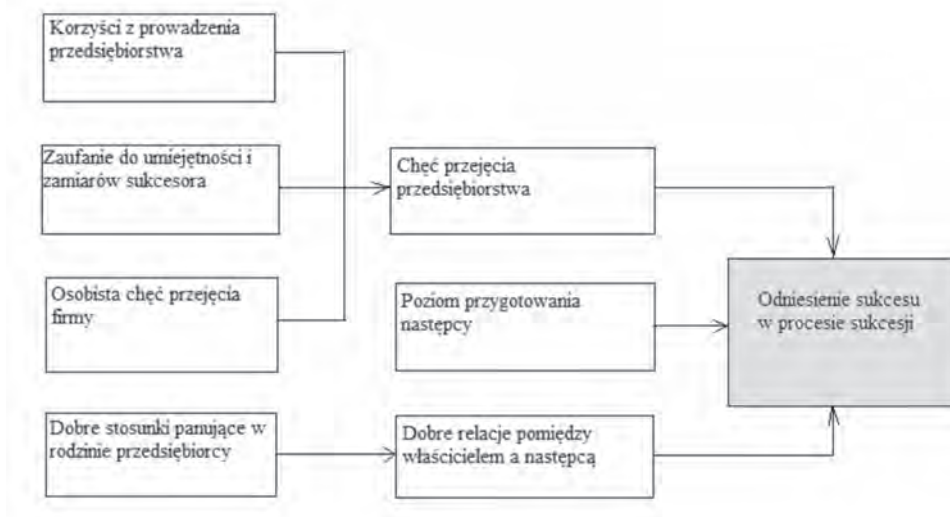 Korzyści z prowadzenia
przedsiębiorstwa
Zaufanie do umiejętności i
zamiarów sukcesora
Chęć przejęcia
przedsiębiorstwa
Osobista chęć przejęcia
firmy
Poziom przygotowania
następcy
Odniesienie sukcesu
w procesie sukcesji
Dobre stosunki panujące w
rodzinie przedsiębiorcy
Dobre relacje pomiędzy
właścicielem a następcą